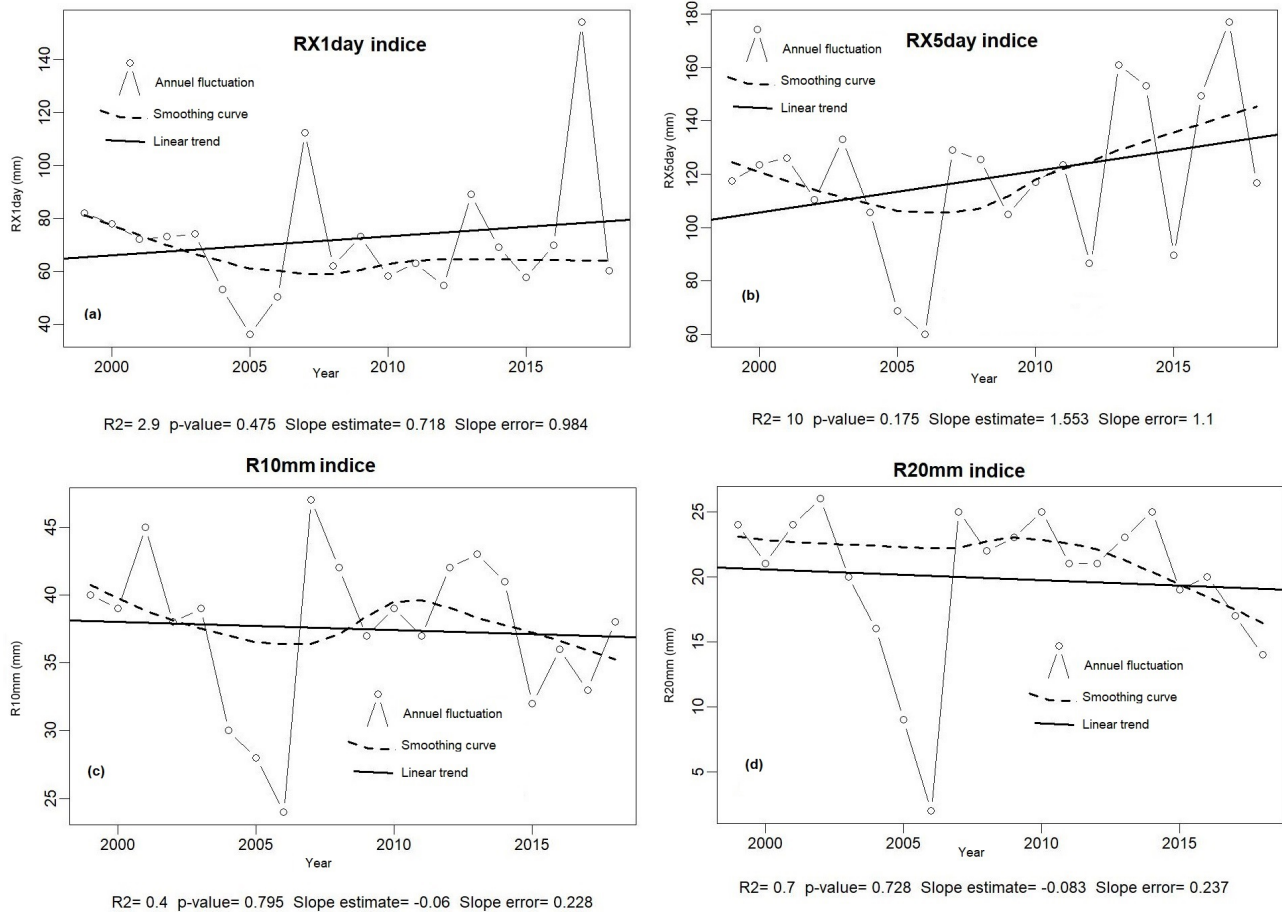 RX1day indice
Annuel fluctuation
Smoothing curve
Linear trend
RX1day (mm)
140
120
100
80
60
40
(a)
2000 2005 2010 2015
Year
R2= 2.9 p-value= 0.475 Slope estimate= 0.718 Slope error= 0.984
RX5day indice
Annuel fluctuation
Smoothing curve
Linear trend
RX5day (mm)
180
160
140
120
100
80
60
(b)
2000 2005 2010 2015
Year
R2= 10 p-value= 0.175 Slope estimate= 1.553 Slope error= 1.1
R10mm indice
R10mm (mm)
45
40
35
30
25
Annuel fluctuation
Smoothing curve
Linear trend
(c)
2000 2005 2010 2015
Year
R2= 0.4 p-value= 0.795 Slope estimate= -0.06 Slope error= 0.228
R20mm indice
R20mm (mm)
25
20
15
10
5
Annuel fluctuation
Smoothing curve
Linear trend
(d)
2000 2005 2010 2015
Year
R2= 0.7 p-value= 0.728 Slope estimate= -0.083 Slope error= 0.237